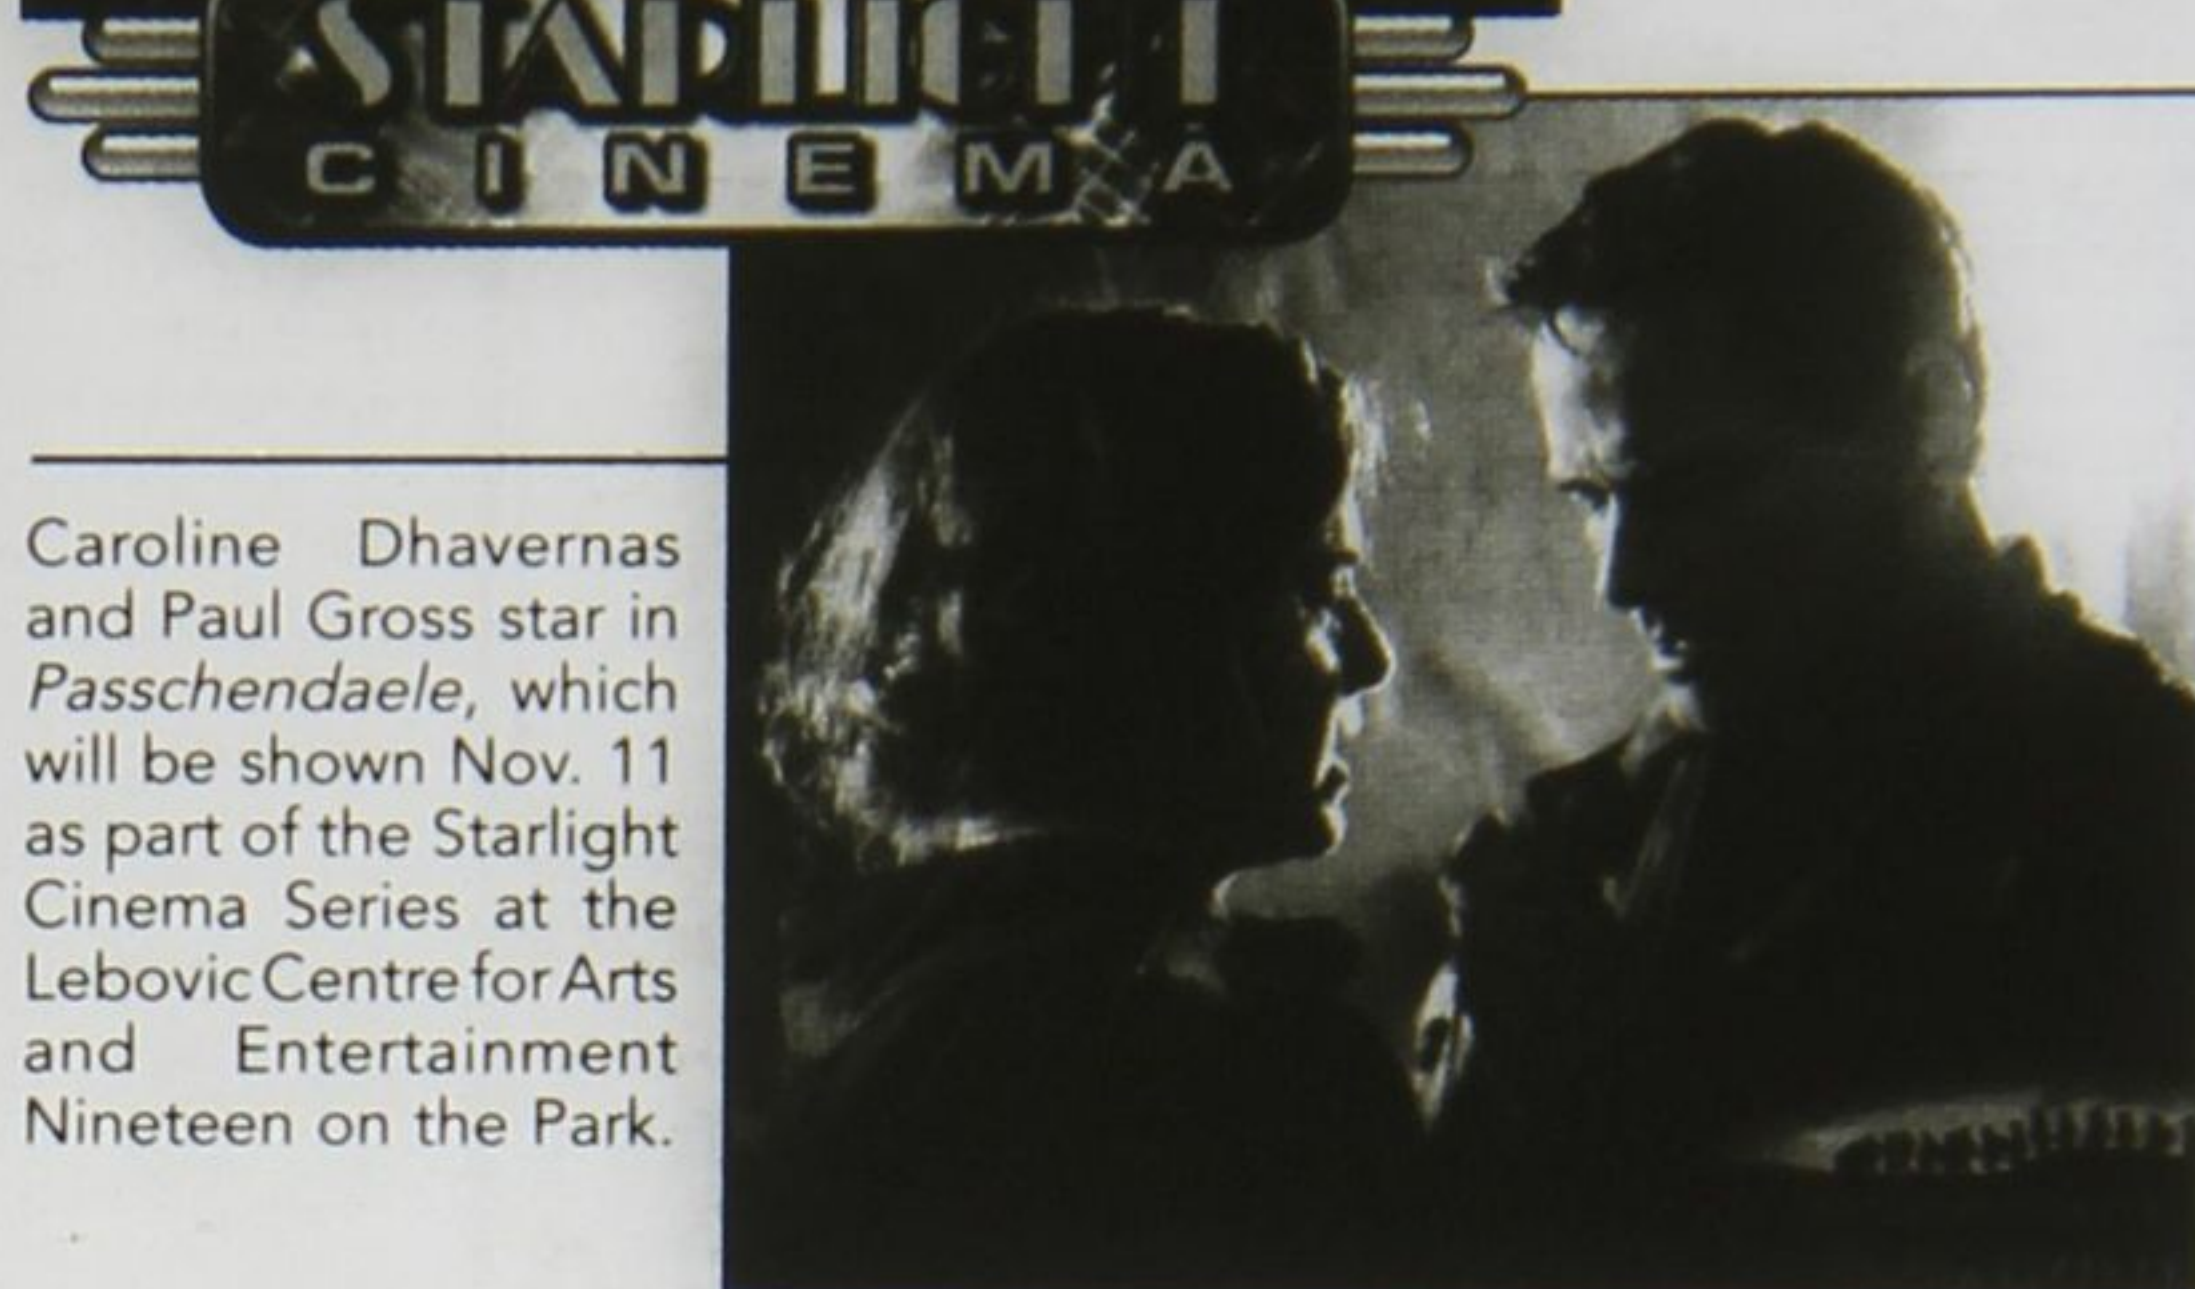 STARLIGHT
CINEMA
Caroline Dhavernas
and Paul Gross star in
Passchendaele, which
will be shown Nov. 11
as part of the Starlight
Cinema Series at the
Lebovic Centre for Arts
and Entertainment
Nineteen on the Park.